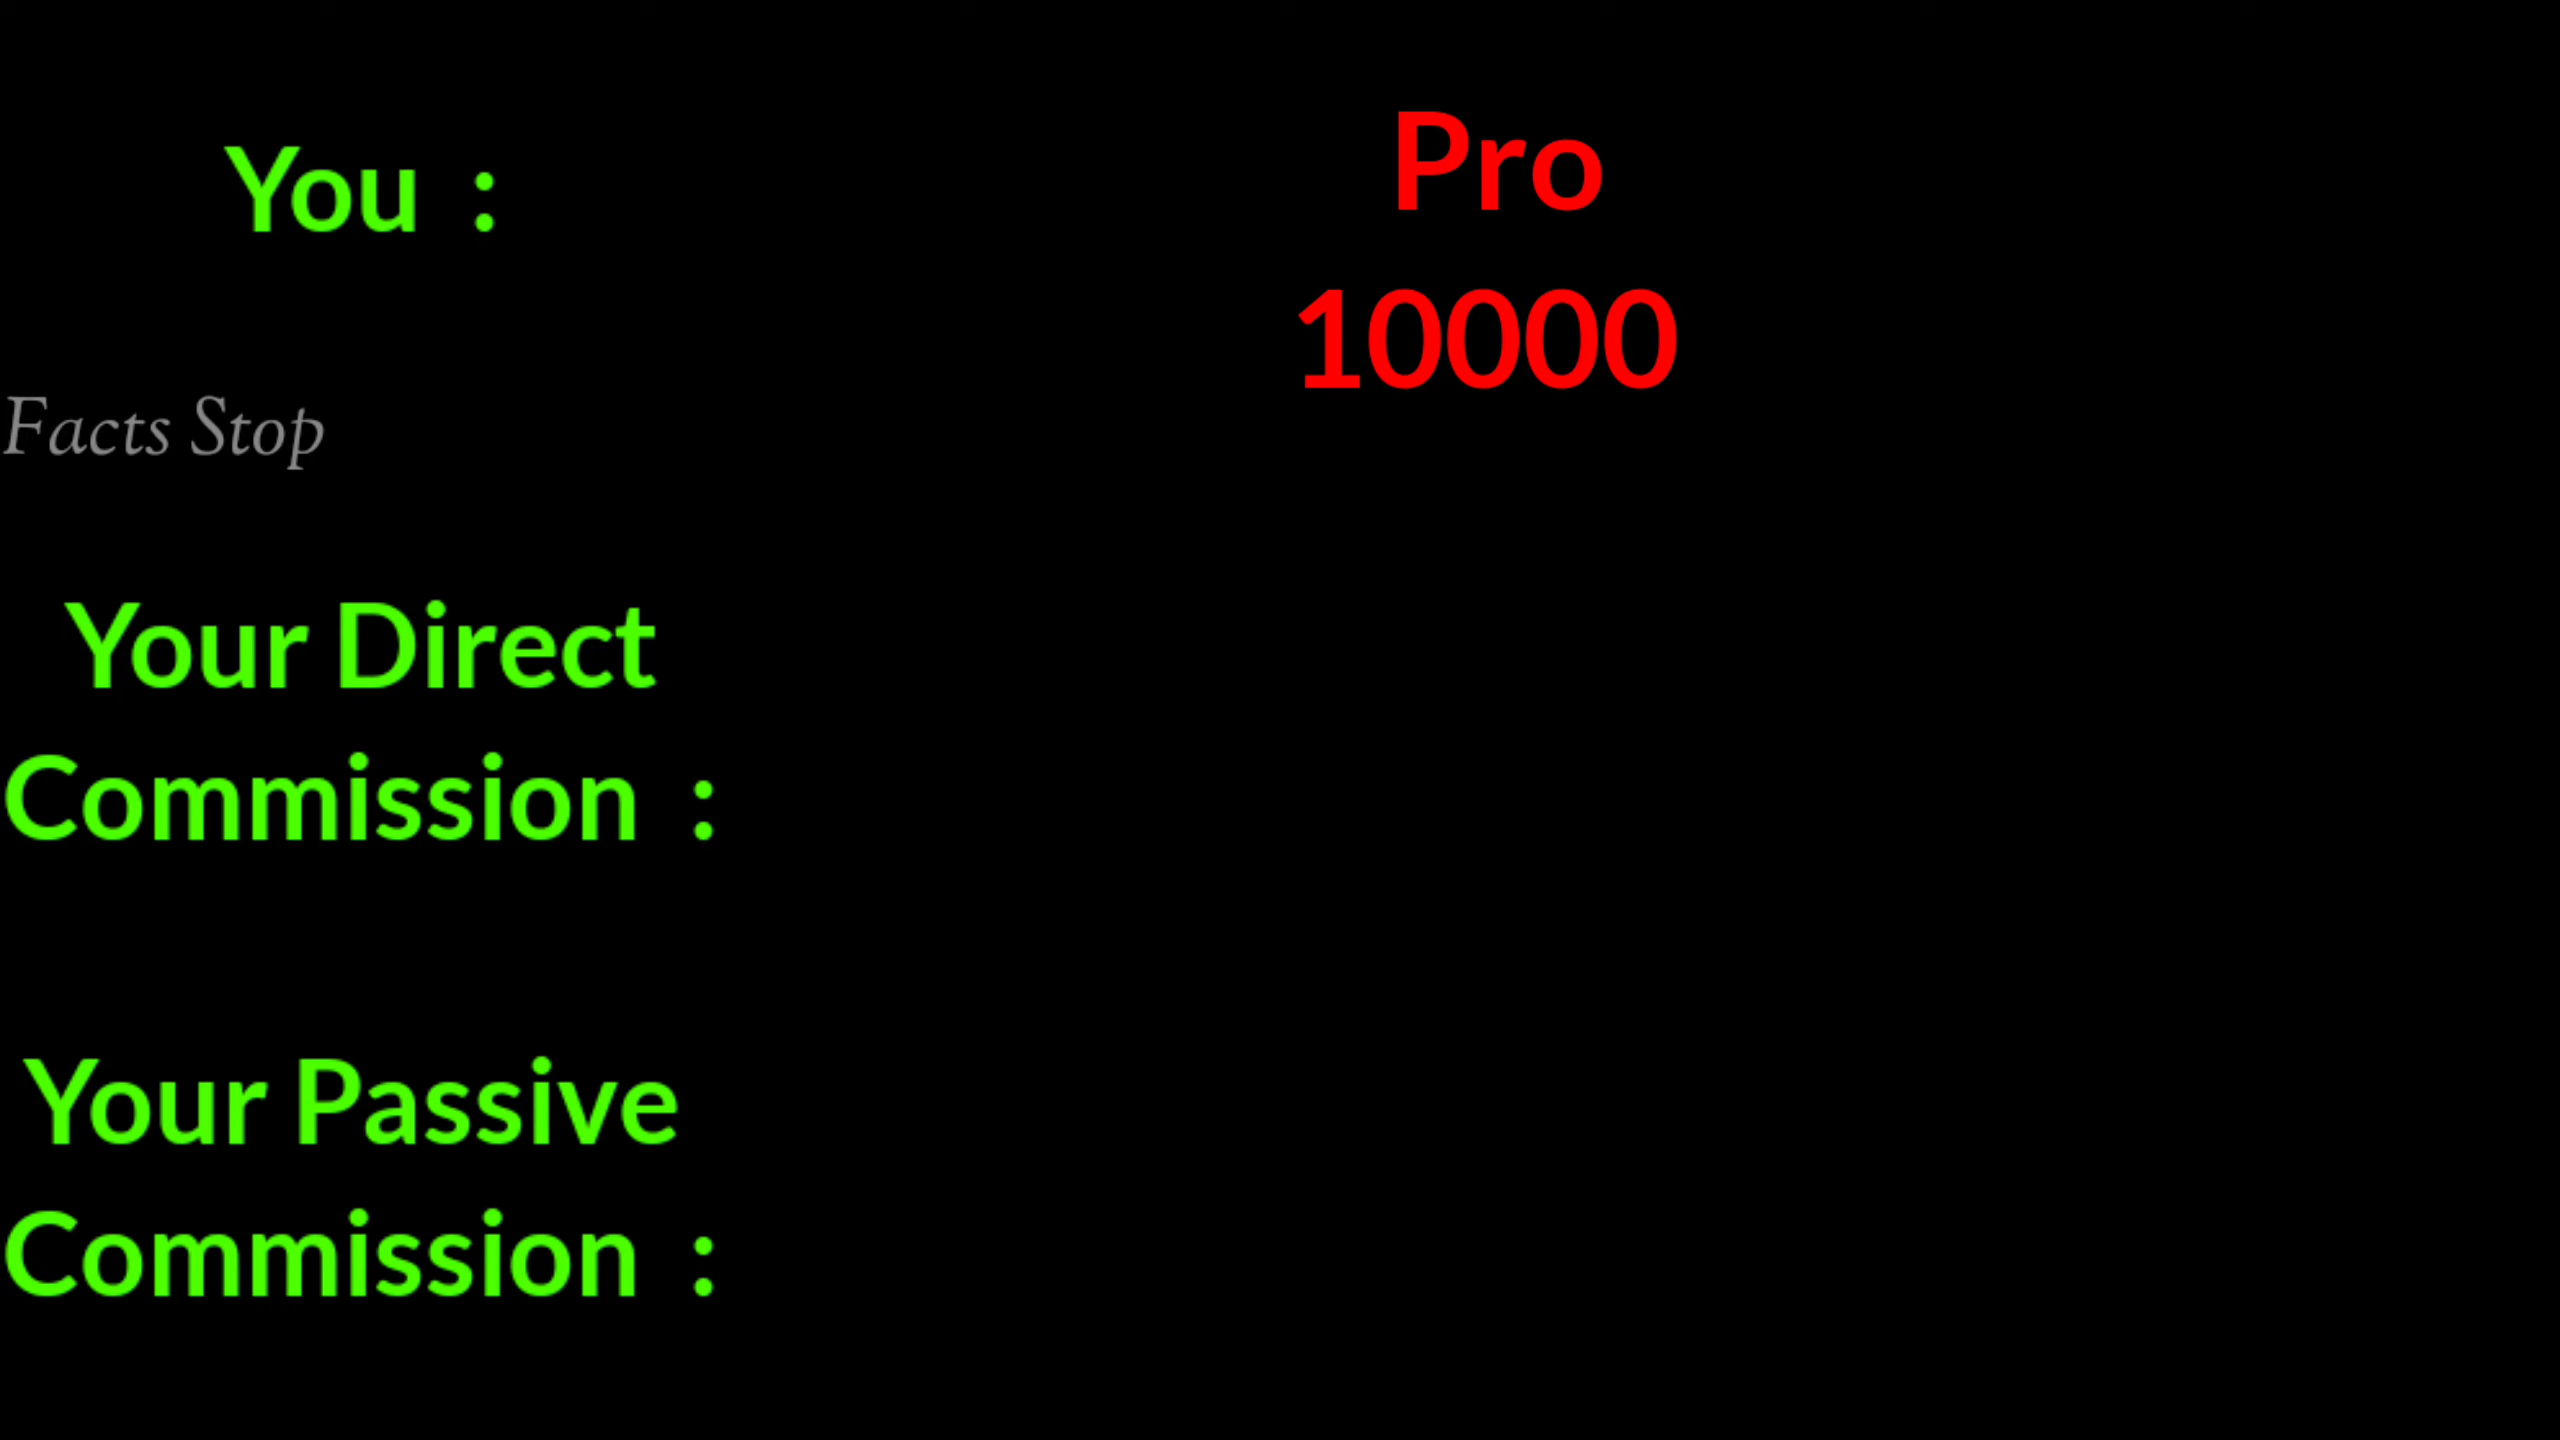 You :
Pro
10000
Facts Stop
Your Direct
Commission :
Your Passive
Commission :